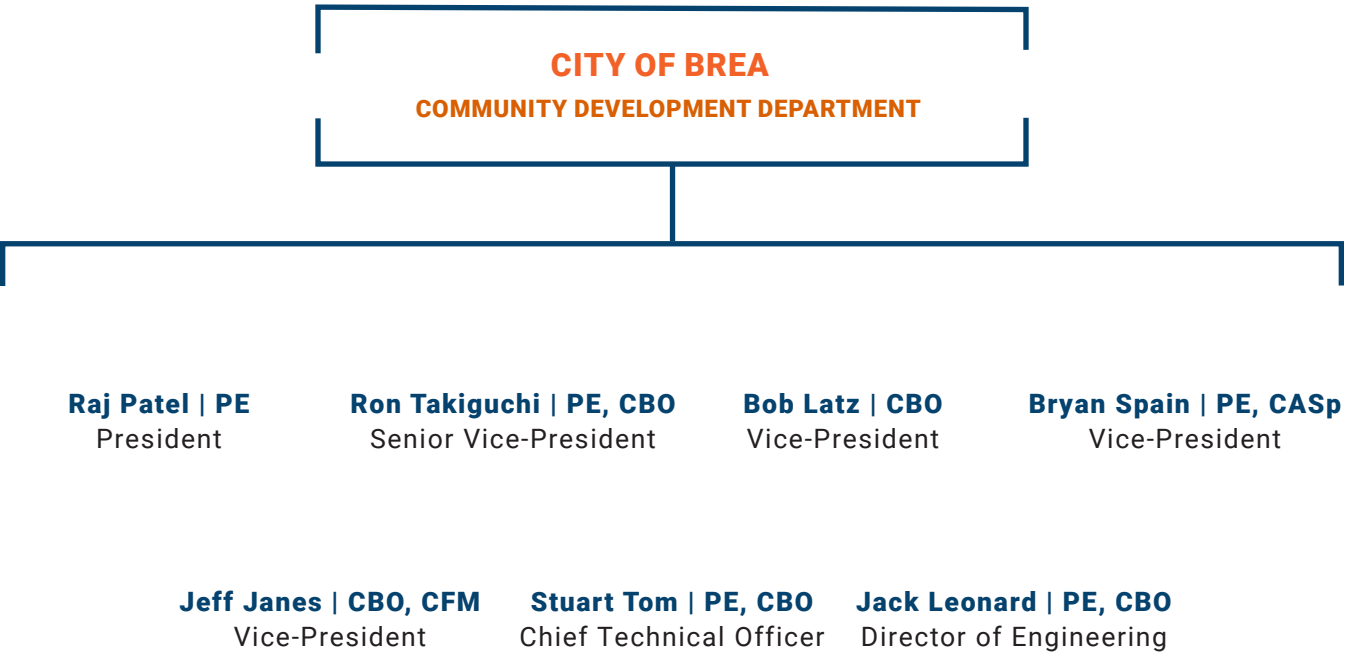 CITY OF BREA
COMMUNITY DEVELOPMENT DEPARTMENT
Raj Patel | PE
President
Ron Takiguchi | PE, CBO
Senior Vice-President
Bob Latz | CBO
Vice-President
Bryan Spain | PE, CASp
Vice-President
Jeff Janes | CBO, CFM
Vice-President
Stuart Tom | PE, CBO
Chief Technical Officer
Jack Leonard | PE, CBO
Director of Engineering